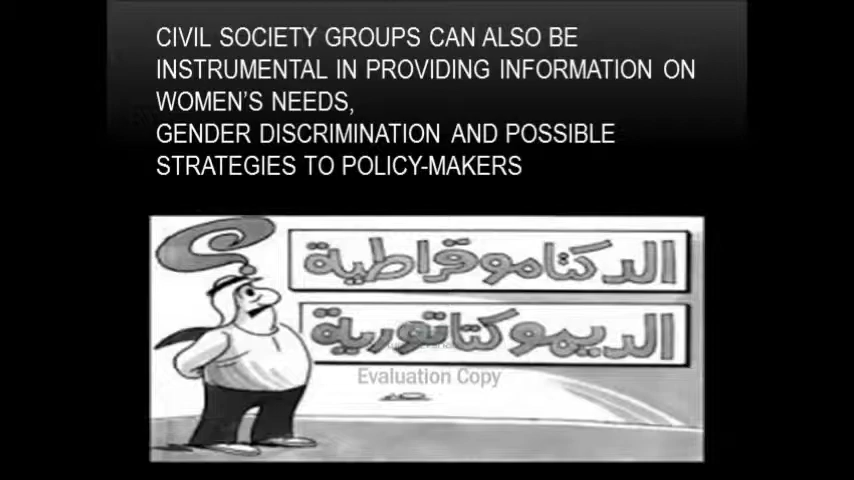 CIVIL SOCIETY GROUPS CAN ALSO BE
INSTRUMENTAL IN PROVIDING INFORMATION ON
WOMEN'S NEEDS,
GENDER DISCRIMINATION AND POSSIBLE
STRATEGIES TO POLICY-MAKERS
الدكتاموقراطية
الديموكتاتورية
Evaluation Copy